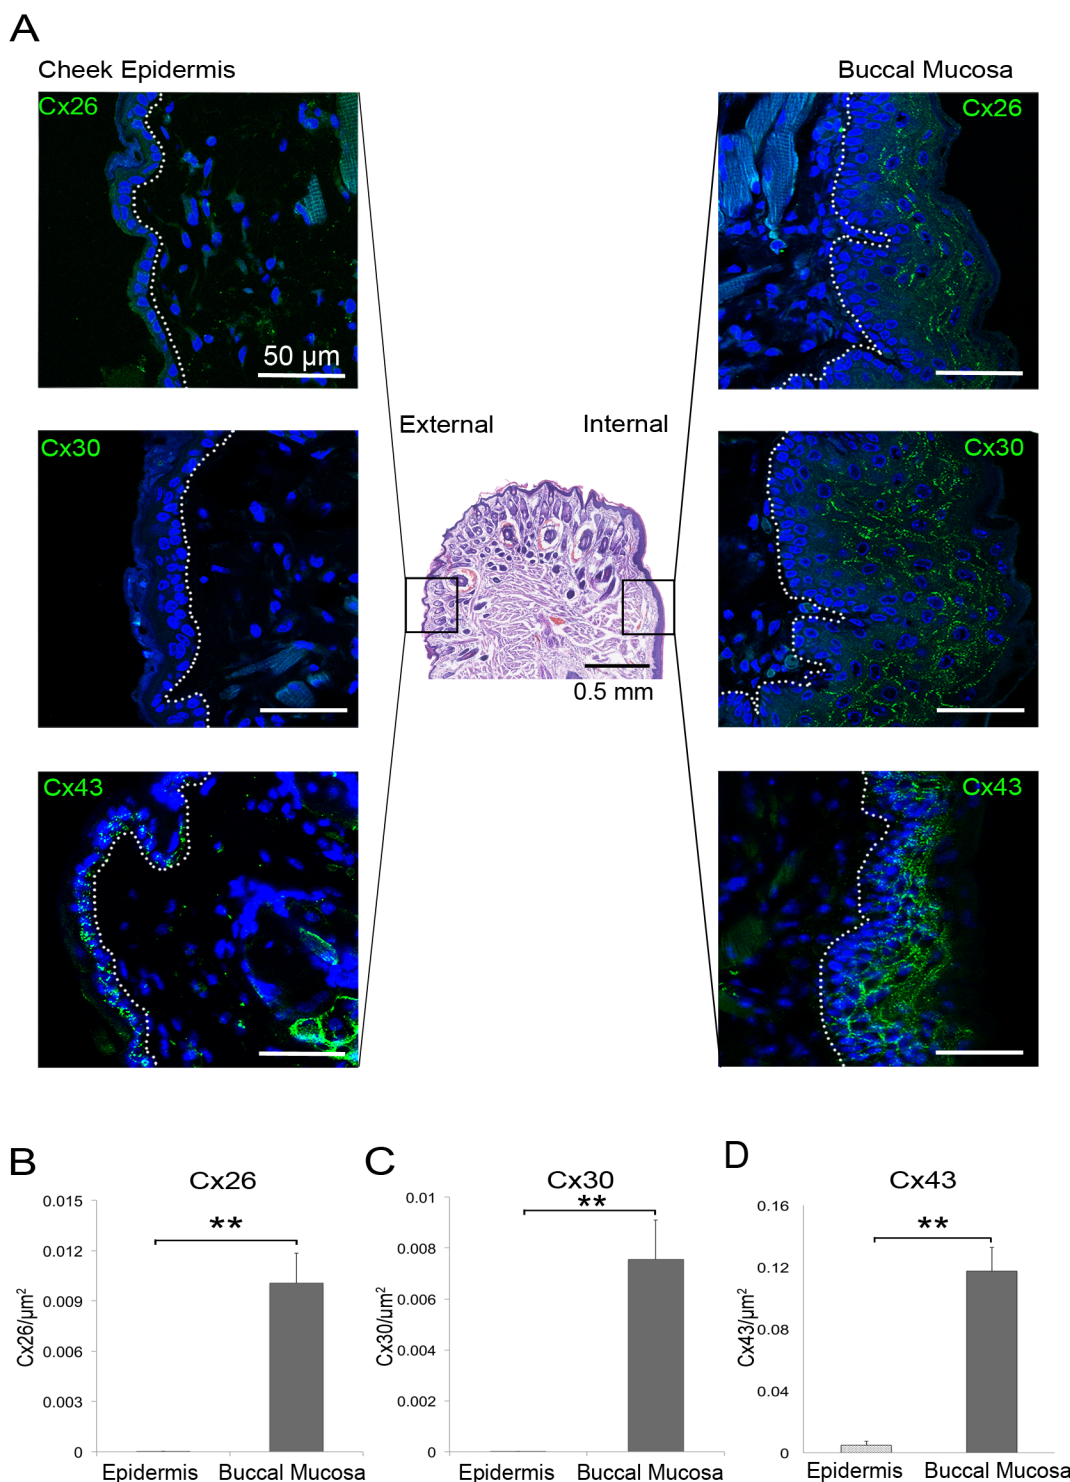 A
Cheek Epidermis
Buccal Mucosa
Cx26
50 µm
Cx26
External
Internal
Cx30
Cx30
0.5 mm
Cx43
Cx43
B
Cx26
0.015
0.012
0.009
0.006
0.003
0
Cx26/µm²
**
Epidermis
Buccal Mucosa
C
Cx30
0.01
0.008
0.006
0.004
0.002
0
Cx30/µm²
**
Epidermis
Buccal Mucosa
D
Cx43
0.16
0.12
0.08
0.04
0
Cx43/µm²
**
Epidermis
Buccal Mucosa